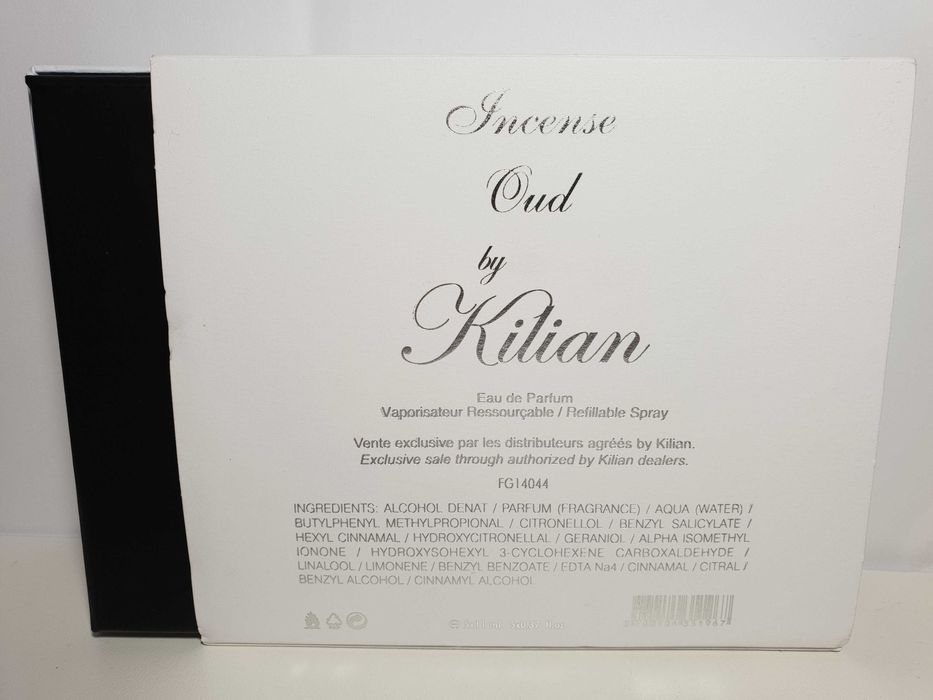 Incense
Oud
by
Kilian
Eau de Parfum
Vaporisateur Ressourçable / Refillable Spray
Vente exclusive par les distributeurs agréés by Kilian.
Exclusive sale through authorized by Kilian dealers.
FG14044
INGREDIENTS: ALCOHOL DENAT / PARFUM (FRAGRANCE) / AQUA (WATER) /
BUTYLPHENYL METHYLPROPIONAL / CITRONELLOL / BENZYL SALICYLATE /
HEXYL CINNAMAL / HYDROXYCITRONELLAL / GERANIOL / ALPHA ISOMETHYL
IONONE / HYDROXYSOHEXYL 3-CYCLOHEXENE CARBOXALDEHYDE /
LINALOOL / LIMONENE / BENZYL BENZOATE / EDTA Na4 / CINNAMAL / CITRAL /
BENZYL ALCOHOL / CINNAMYL ALCOHOL